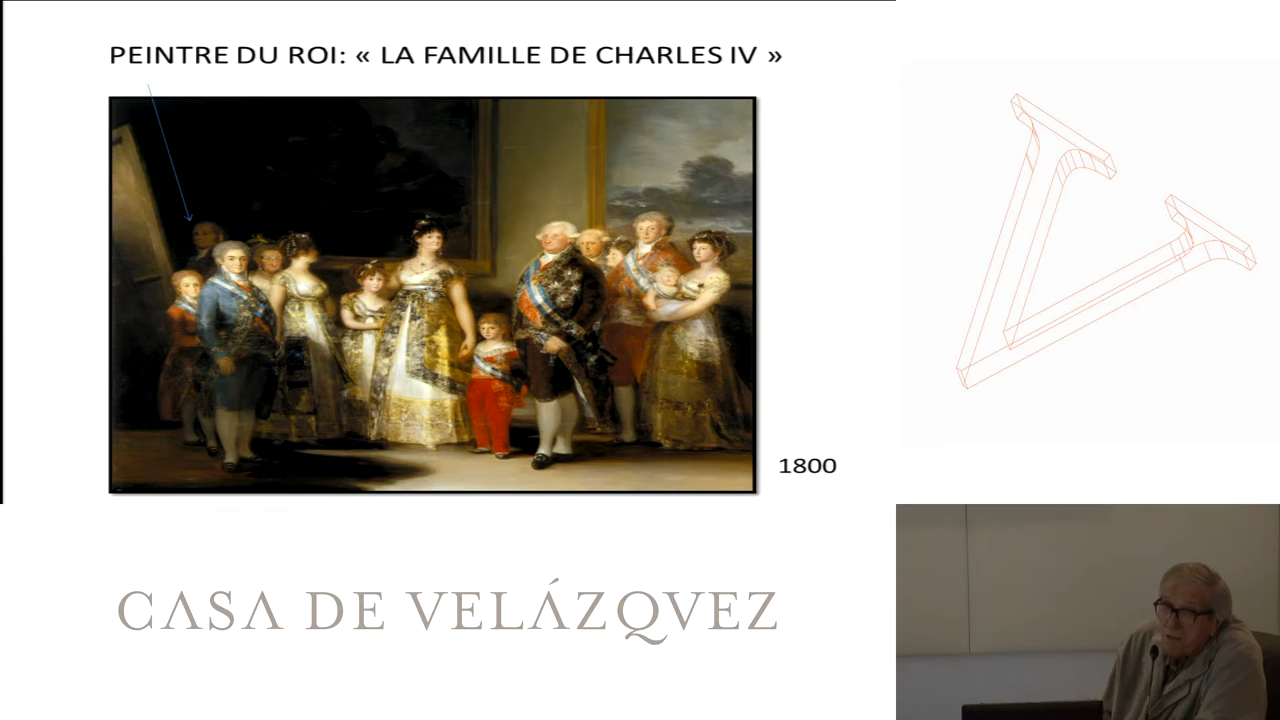 PEINTRE DU ROI: « LA FAMILLE DE CHARLES IV »
1800
CASA DE VELÁZQVEZ